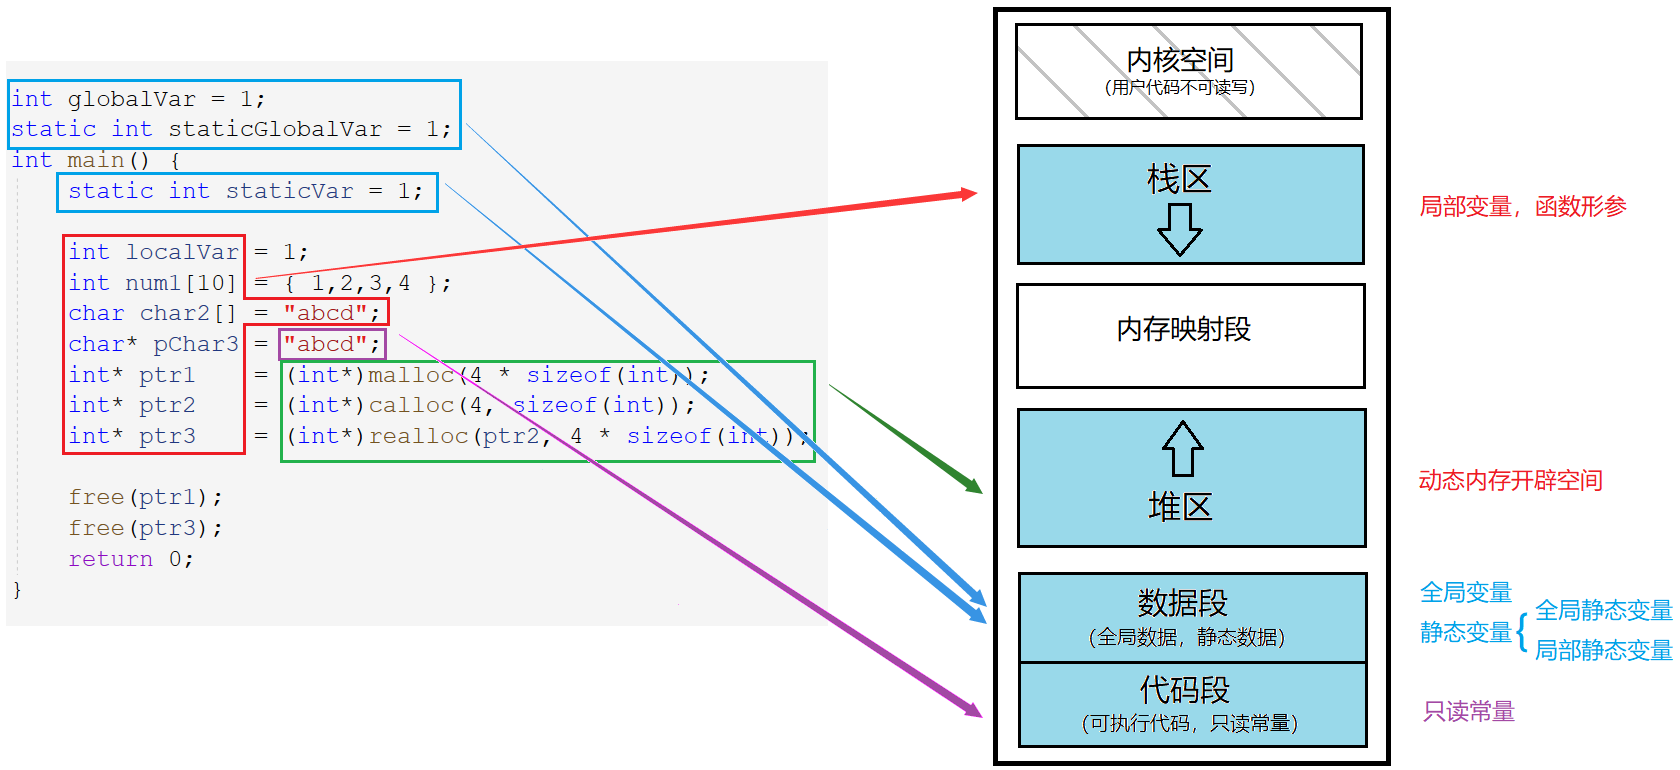 int globalVar = 1;
static int staticGlobalVar = 1;
int main() {
static int staticVar = 1;
int localVar = 1;
int num1[10] = { 1,2,3,4 };
char char2[] = "abcd";
char* pChar3 = "abcd";
int* ptr1 = (int*)malloc(4 * sizeof(int));
int* ptr2 = (int*)calloc(4, sizeof(int));
int* ptr3 = (int*)realloc(ptr2, 4 * sizeof(int));
free(ptr1);
free(ptr3);
return 0;
}
内核空间
（用户代码不可读写）
栈区
局部变量，函数形参
内存映射段
堆区
动态内存开辟空间
数据段
（全局数据，静态数据）
全局变量
静态变量{
全局静态变量
局部静态变量
代码段
（可执行代码，只读常量）
只读常量